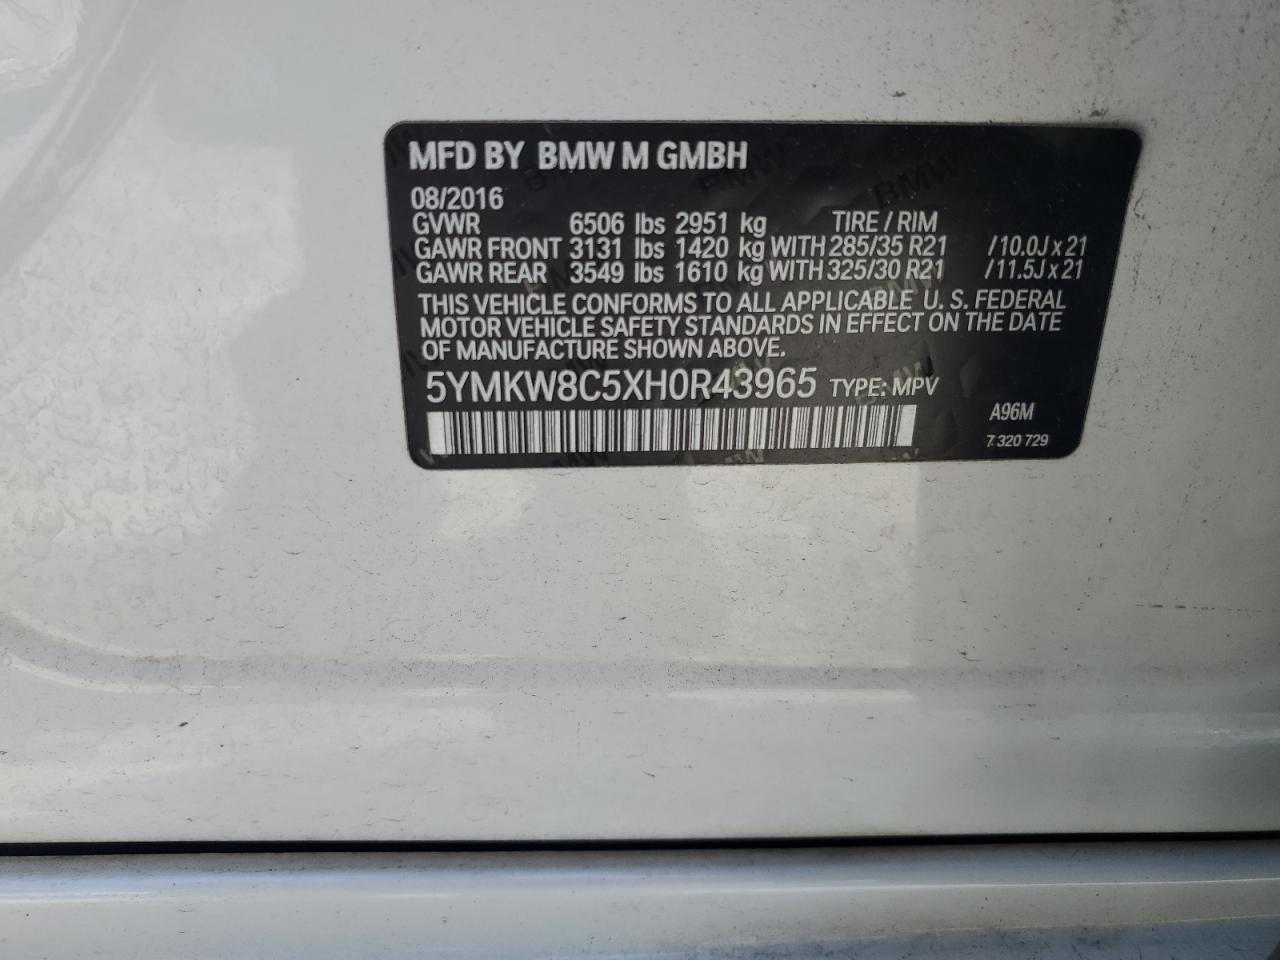 MFD BY BMW M GMBH
08/2016
GVWR 6506 lbs 2951 kg TIRE / RIM
GAWR FRONT 3131 lbs 1420 kg WITH 285/35 R21 /10.0J x 21
GAWR REAR 3549 lbs 1610 kg WITH 325/30 R21 /11.5J x 21
THIS VEHICLE CONFORMS TO ALL APPLICABLE U. S. FEDERAL
MOTOR VEHICLE SAFETY STANDARDS IN EFFECT ON THE DATE
OF MANUFACTURE SHOWN ABOVE.
5YMKW8C5XH0R43965 TYPE: MPV
A96M
7 320 729